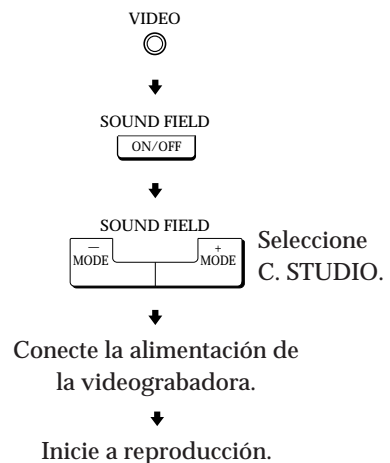 VIDEO
SOUND FIELD
ON/OFF
SOUND FIELD
− MODE + MODE
Seleccione
C. STUDIO.
Conecte la alimentación de
la videograbadora.
Inicie a reproducción.